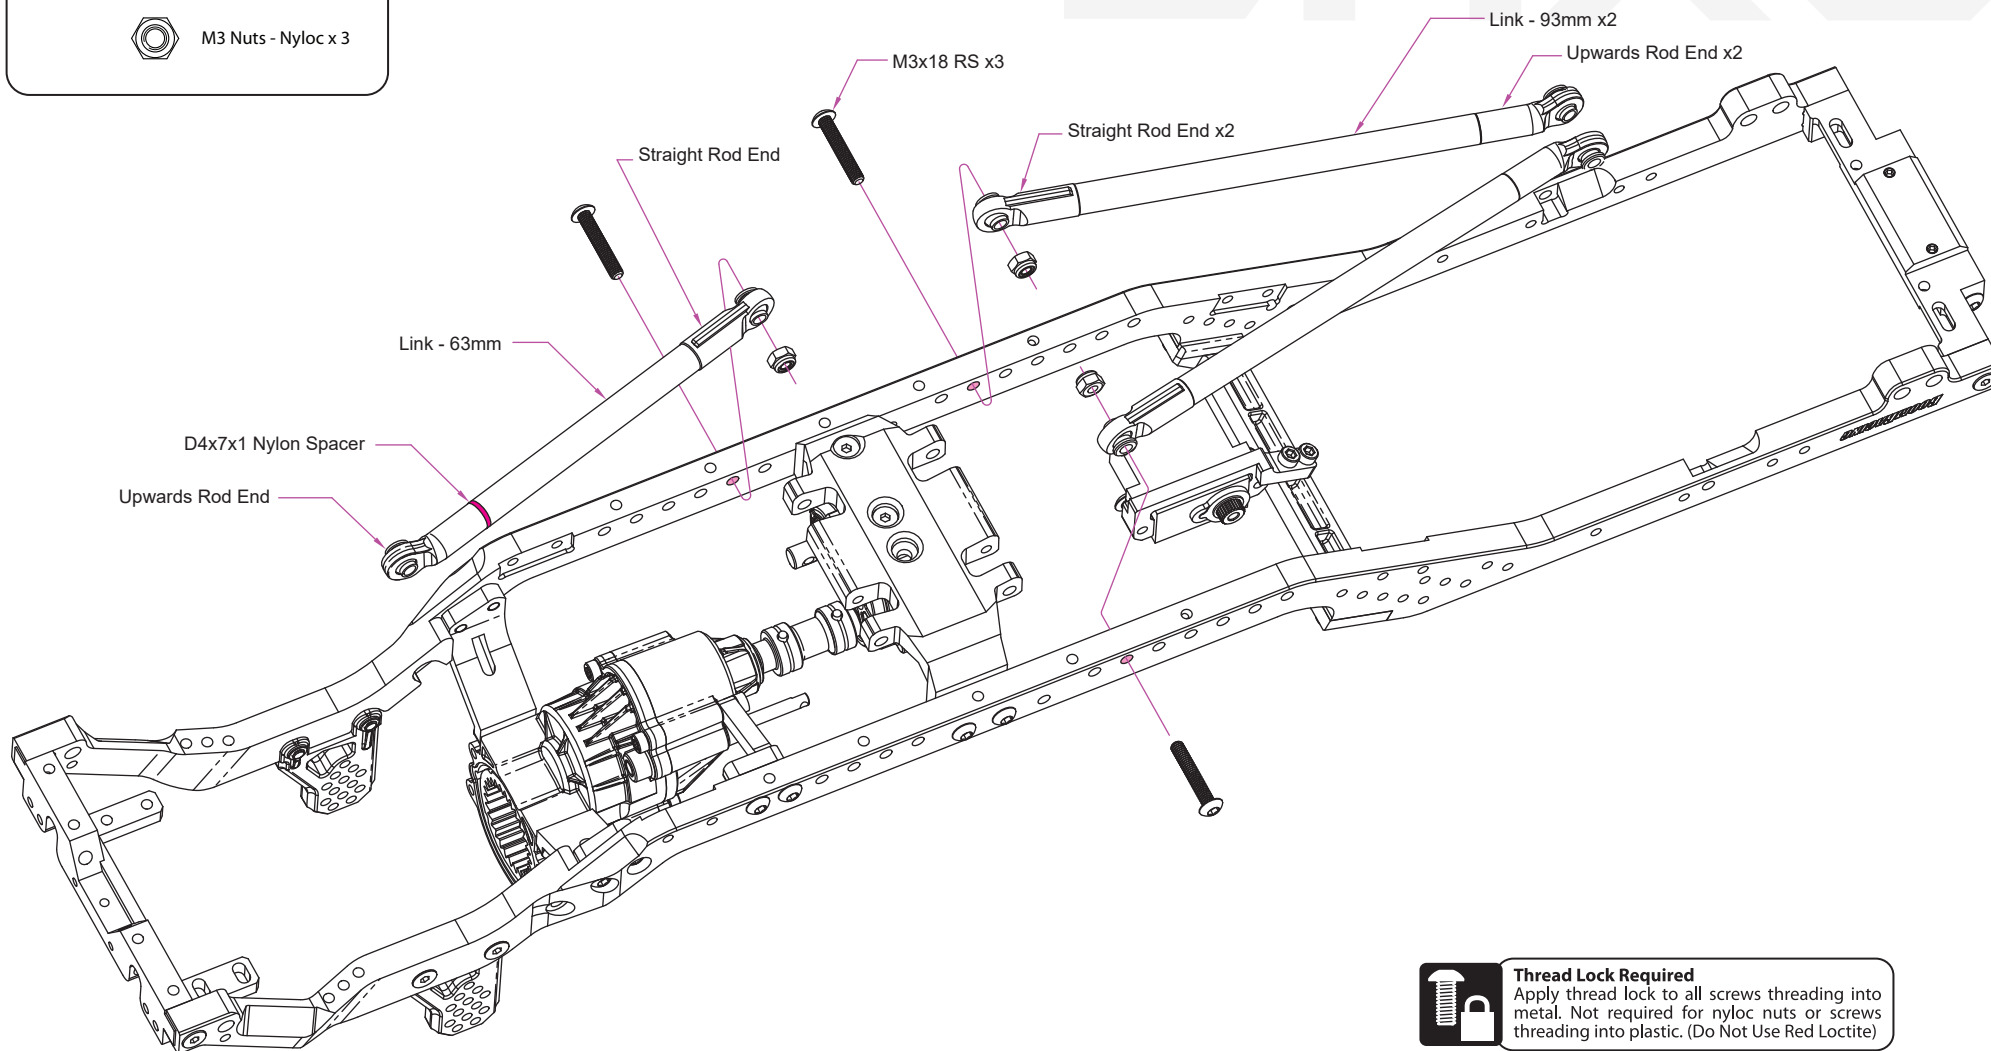 M3 Nuts - Nyloc x 3
Link - 93mm x2
Upwards Rod End x2
M3x18 RS x3
Straight Rod End x2
Straight Rod End
Link - 63mm
D4x7x1 Nylon Spacer
Upwards Rod End
Thread Lock Required
Apply thread lock to all screws threading into
metal. Not required for nyloc nuts or screws
threading into plastic. (Do Not Use Red Loctite)